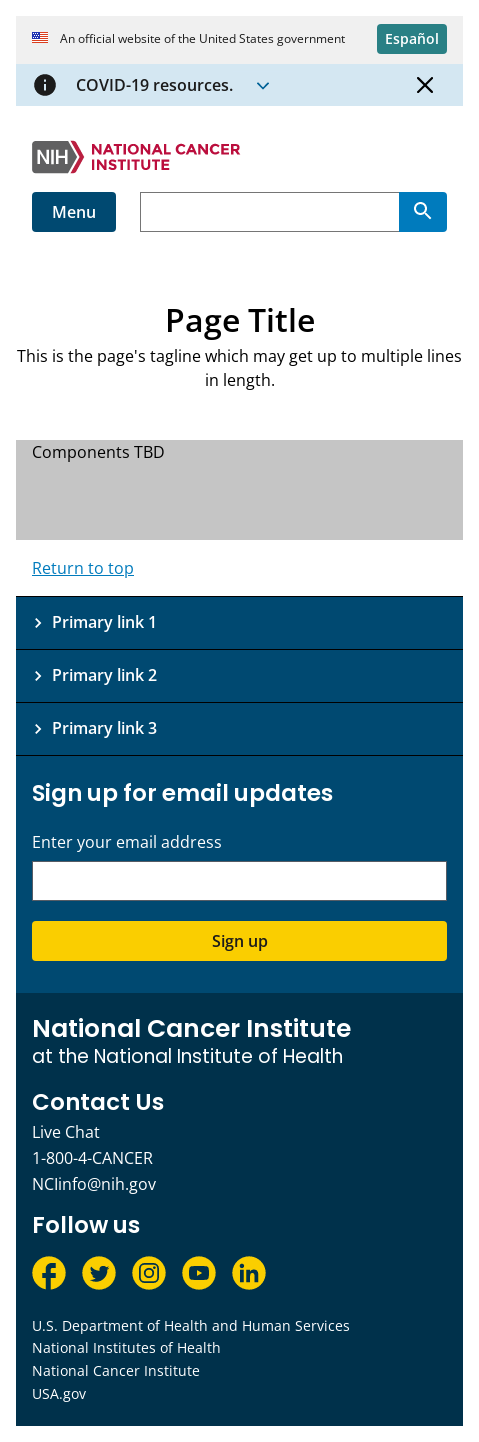 An official website of the United States government
Español
COVID-19 resources.
NIH
NATIONAL CANCER
INSTITUTE
Menu
Page Title
This is the page's tagline which may get up to multiple lines
in length.
Components TBD
Return to top
Primary link 1
Primary link 2
Primary link 3
Sign up for email updates
Enter your email address
Sign up
National Cancer Institute
at the National Institute of Health
Contact Us
Live Chat
1-800-4-CANCER
NCIinfo@nih.gov
Follow us
U.S. Department of Health and Human Services
National Institutes of Health
National Cancer Institute
USA.gov